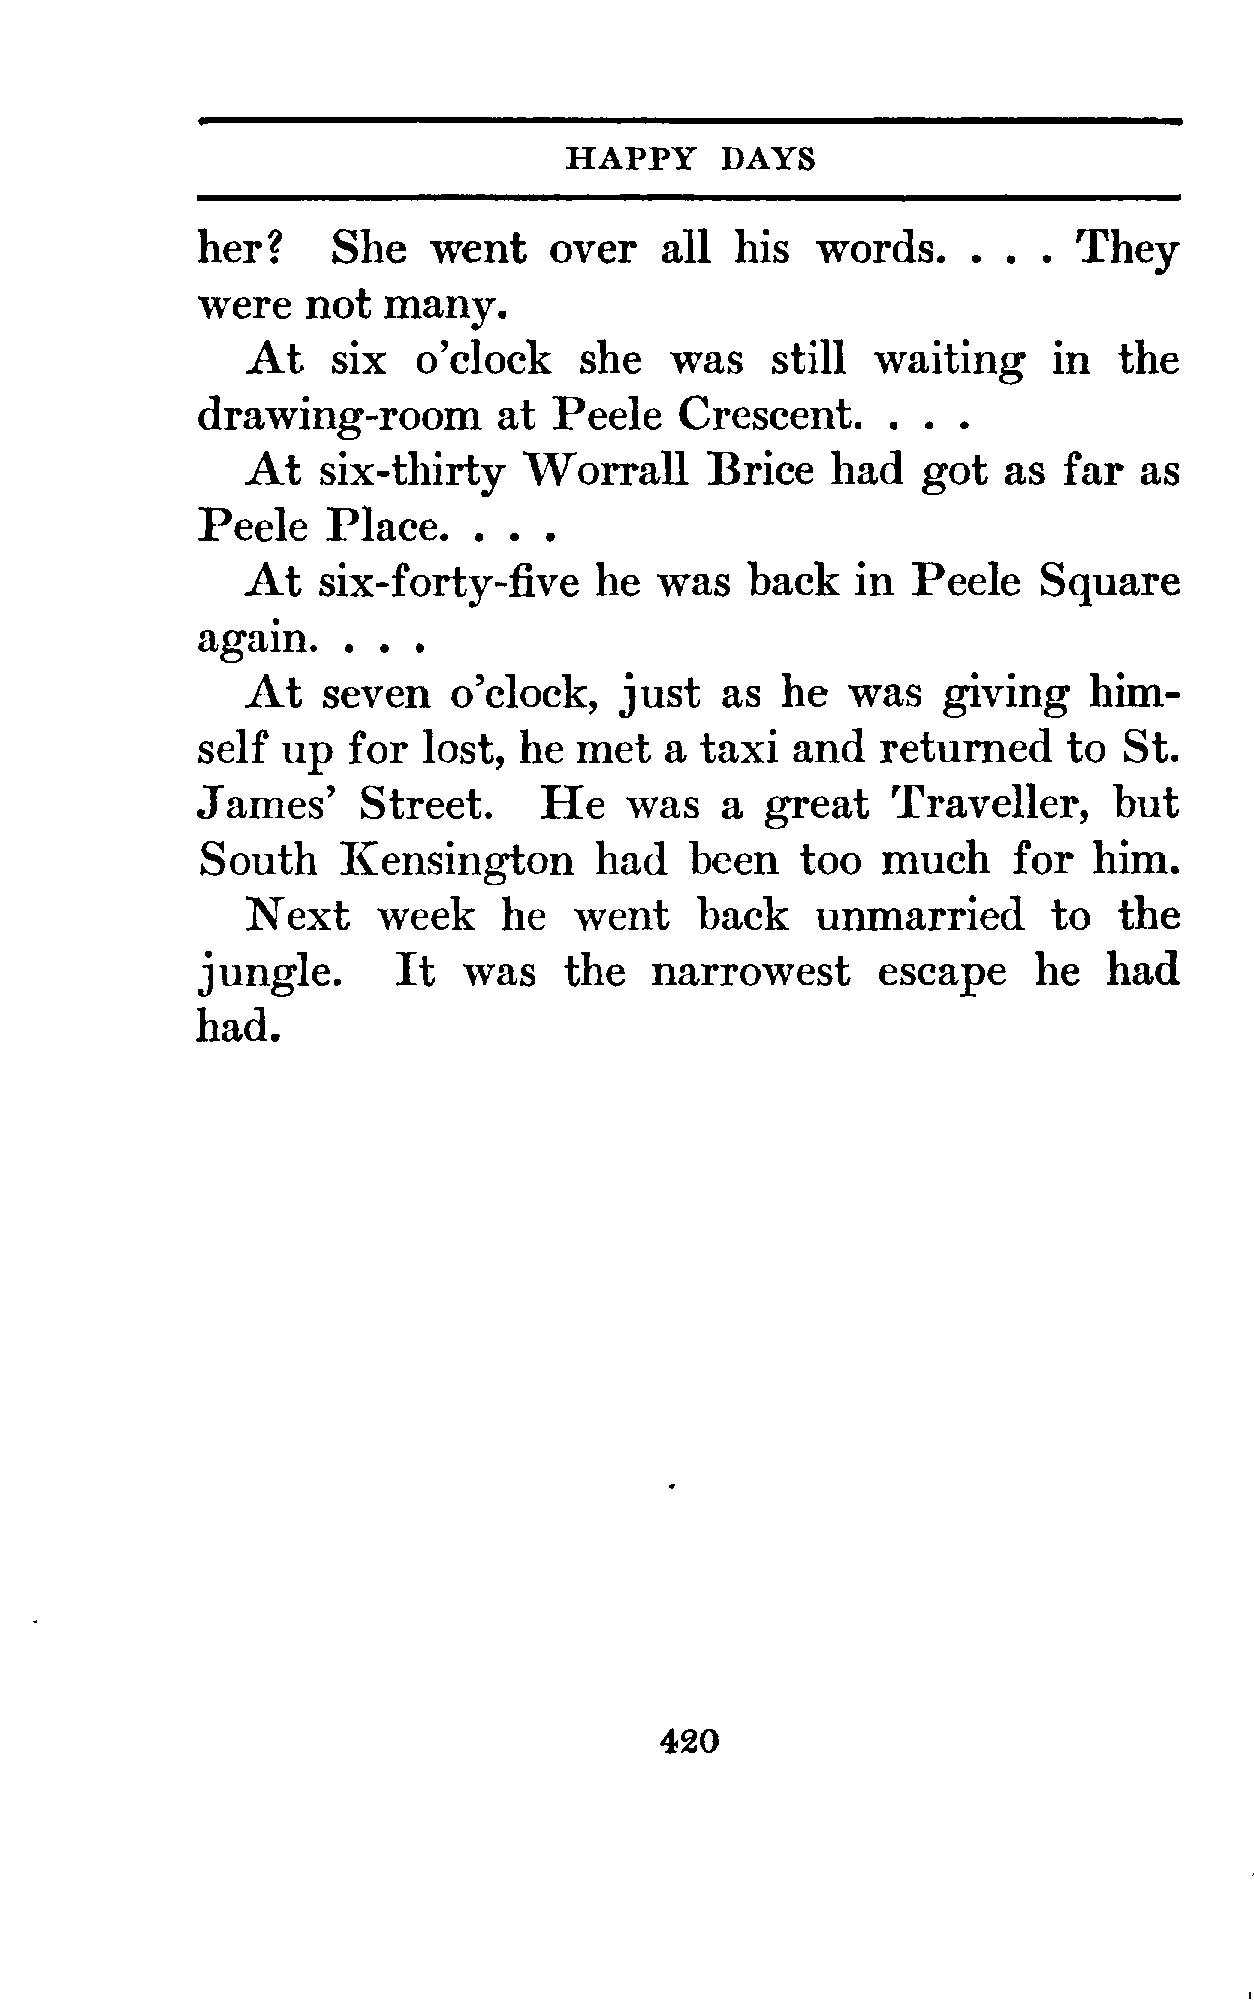 HAPPY DAYS
her? She went over all his words. . . . They
were not many.
At six o'clock she was still waiting in the
drawing-room at Peele Crescent. . . .
At six-thirty Worrall Brice had got as far as
Peele Place. . . .
At six-forty-five he was back in Peele Square
again. . . .
At seven o'clock, just as he was giving him-
self up for lost, he met a taxi and returned to St.
James' Street. He was a great Traveller, but
South Kensington had been too much for him.
Next week he went back unmarried to the
jungle. It was the narrowest escape he had
had.
420